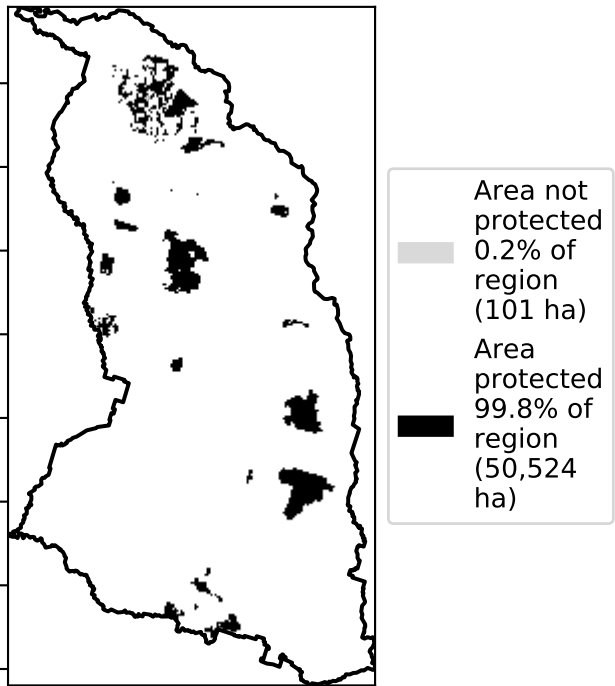 Area not
protected
0.2% of
region
(101 ha)
Area
protected
99.8% of
region
(50,524
ha)